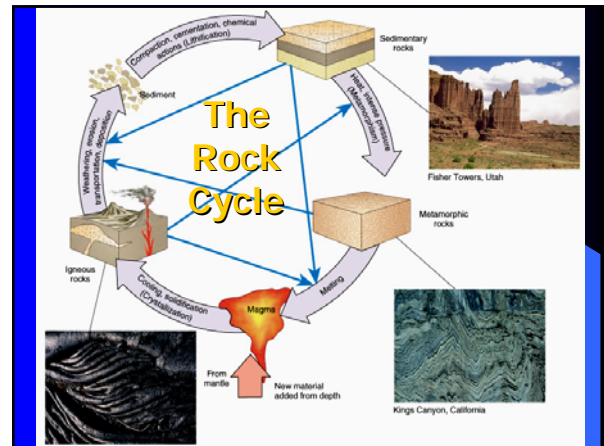 The
Rock
Cycle
Compaction, cementation, chemical
actions (Lithification)
Sedimentary
rocks
Heat, intense pressure
(Metamorphism)
Fisher Towers, Utah
Metamorphic
rocks
Melting
Kings Canyon, California
Magma
From
mantle
New material
added from depth
Cooling, solidification
(Crystallization)
Igneous
rocks
Weathering, erosion,
transportation, deposition
Sediment